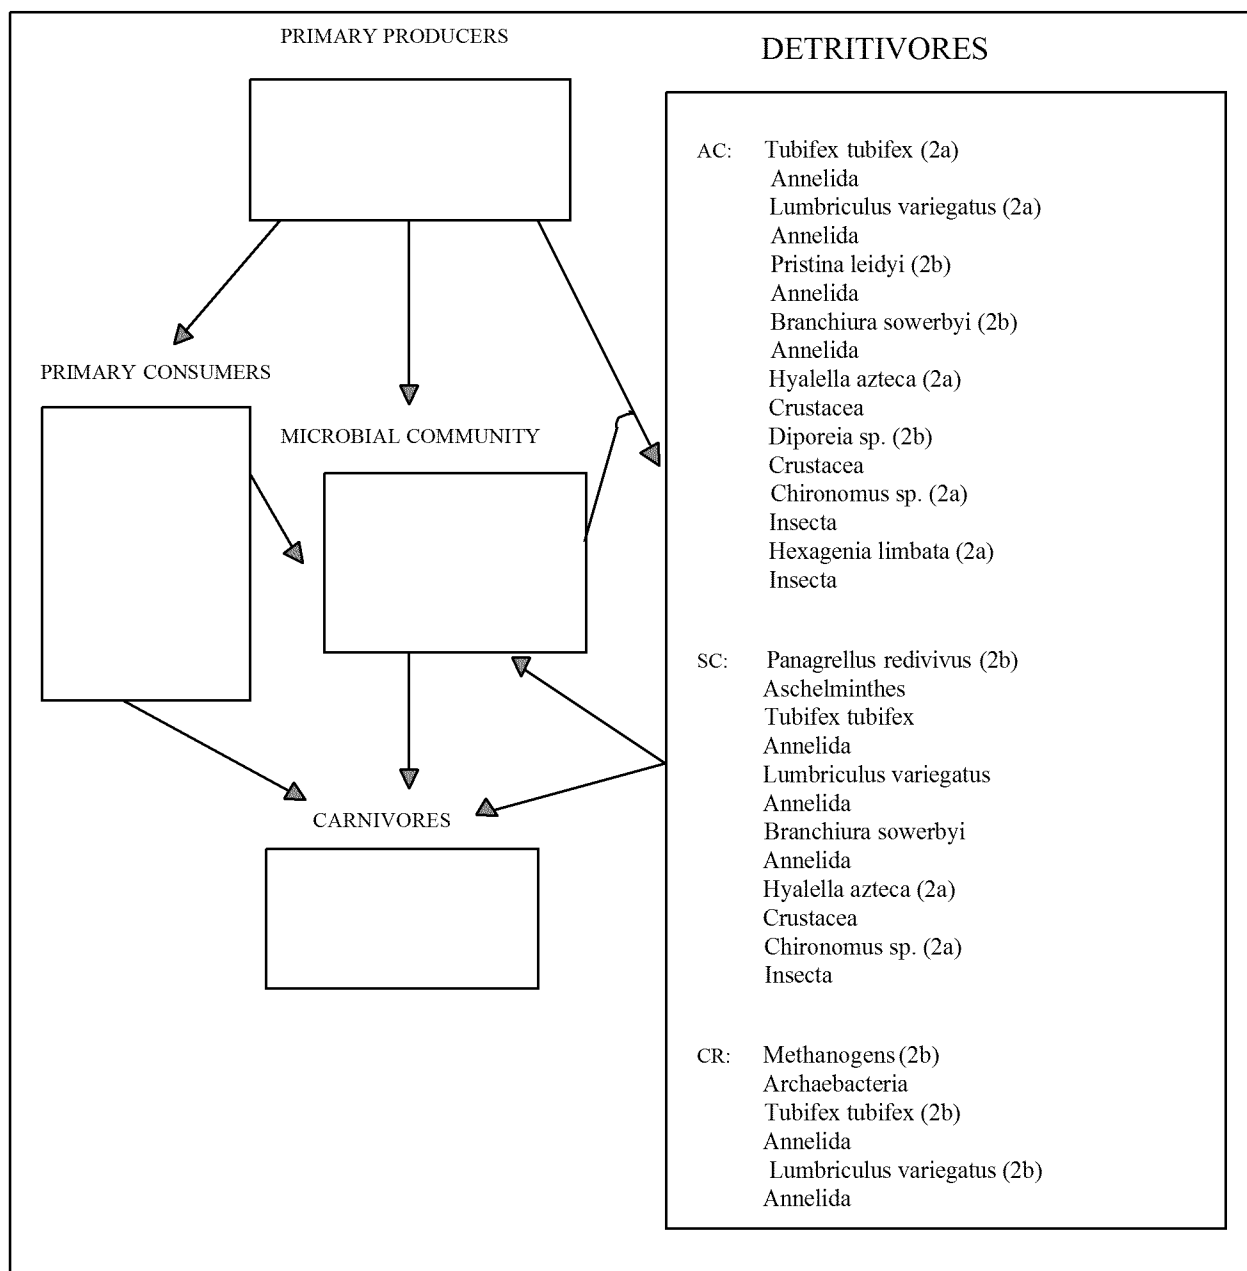 PRIMARY PRODUCERS
DETRITIVORES
AC: Tubifex tubifex (2a)
Annelida
Lumbriculus variegatus (2a)
Annelida
Pristina leidyi (2b)
Annelida
Branchiura sowerbyi (2b)
Annelida
Hyalella azteca (2a)
Crustacea
Diporeia sp. (2b)
Crustacea
Chironomus sp. (2a)
Insecta
Hexagenia limbata (2a)
Insecta
SC: Panagrellus redivivus (2b)
Aschelminthes
Tubifex tubifex
Annelida
Lumbriculus variegatus
Annelida
Branchiura sowerbyi
Annelida
Hyalella azteca (2a)
Crustacea
Chironomus sp. (2a)
Insecta
CR: Methanogens (2b)
Archaebacteria
Tubifex tubifex (2b)
Annelida
Lumbriculus variegatus (2b)
Annelida
PRIMARY CONSUMERS
MICROBIAL COMMUNITY
CARNIVORES